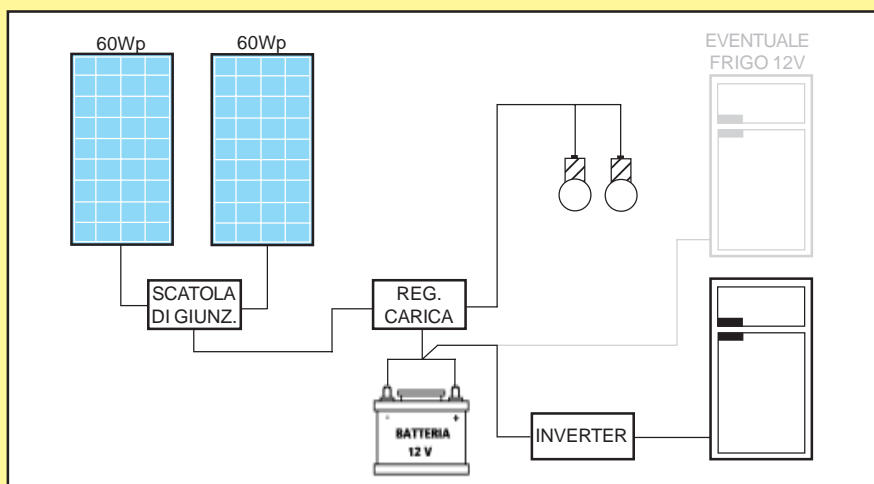 60Wp
60Wp
EVENTUALE
FRIGO 12V
SCATOLA
DI GIUNZ.
REG.
CARICA
- +
BATTERIA
12 V
INVERTER